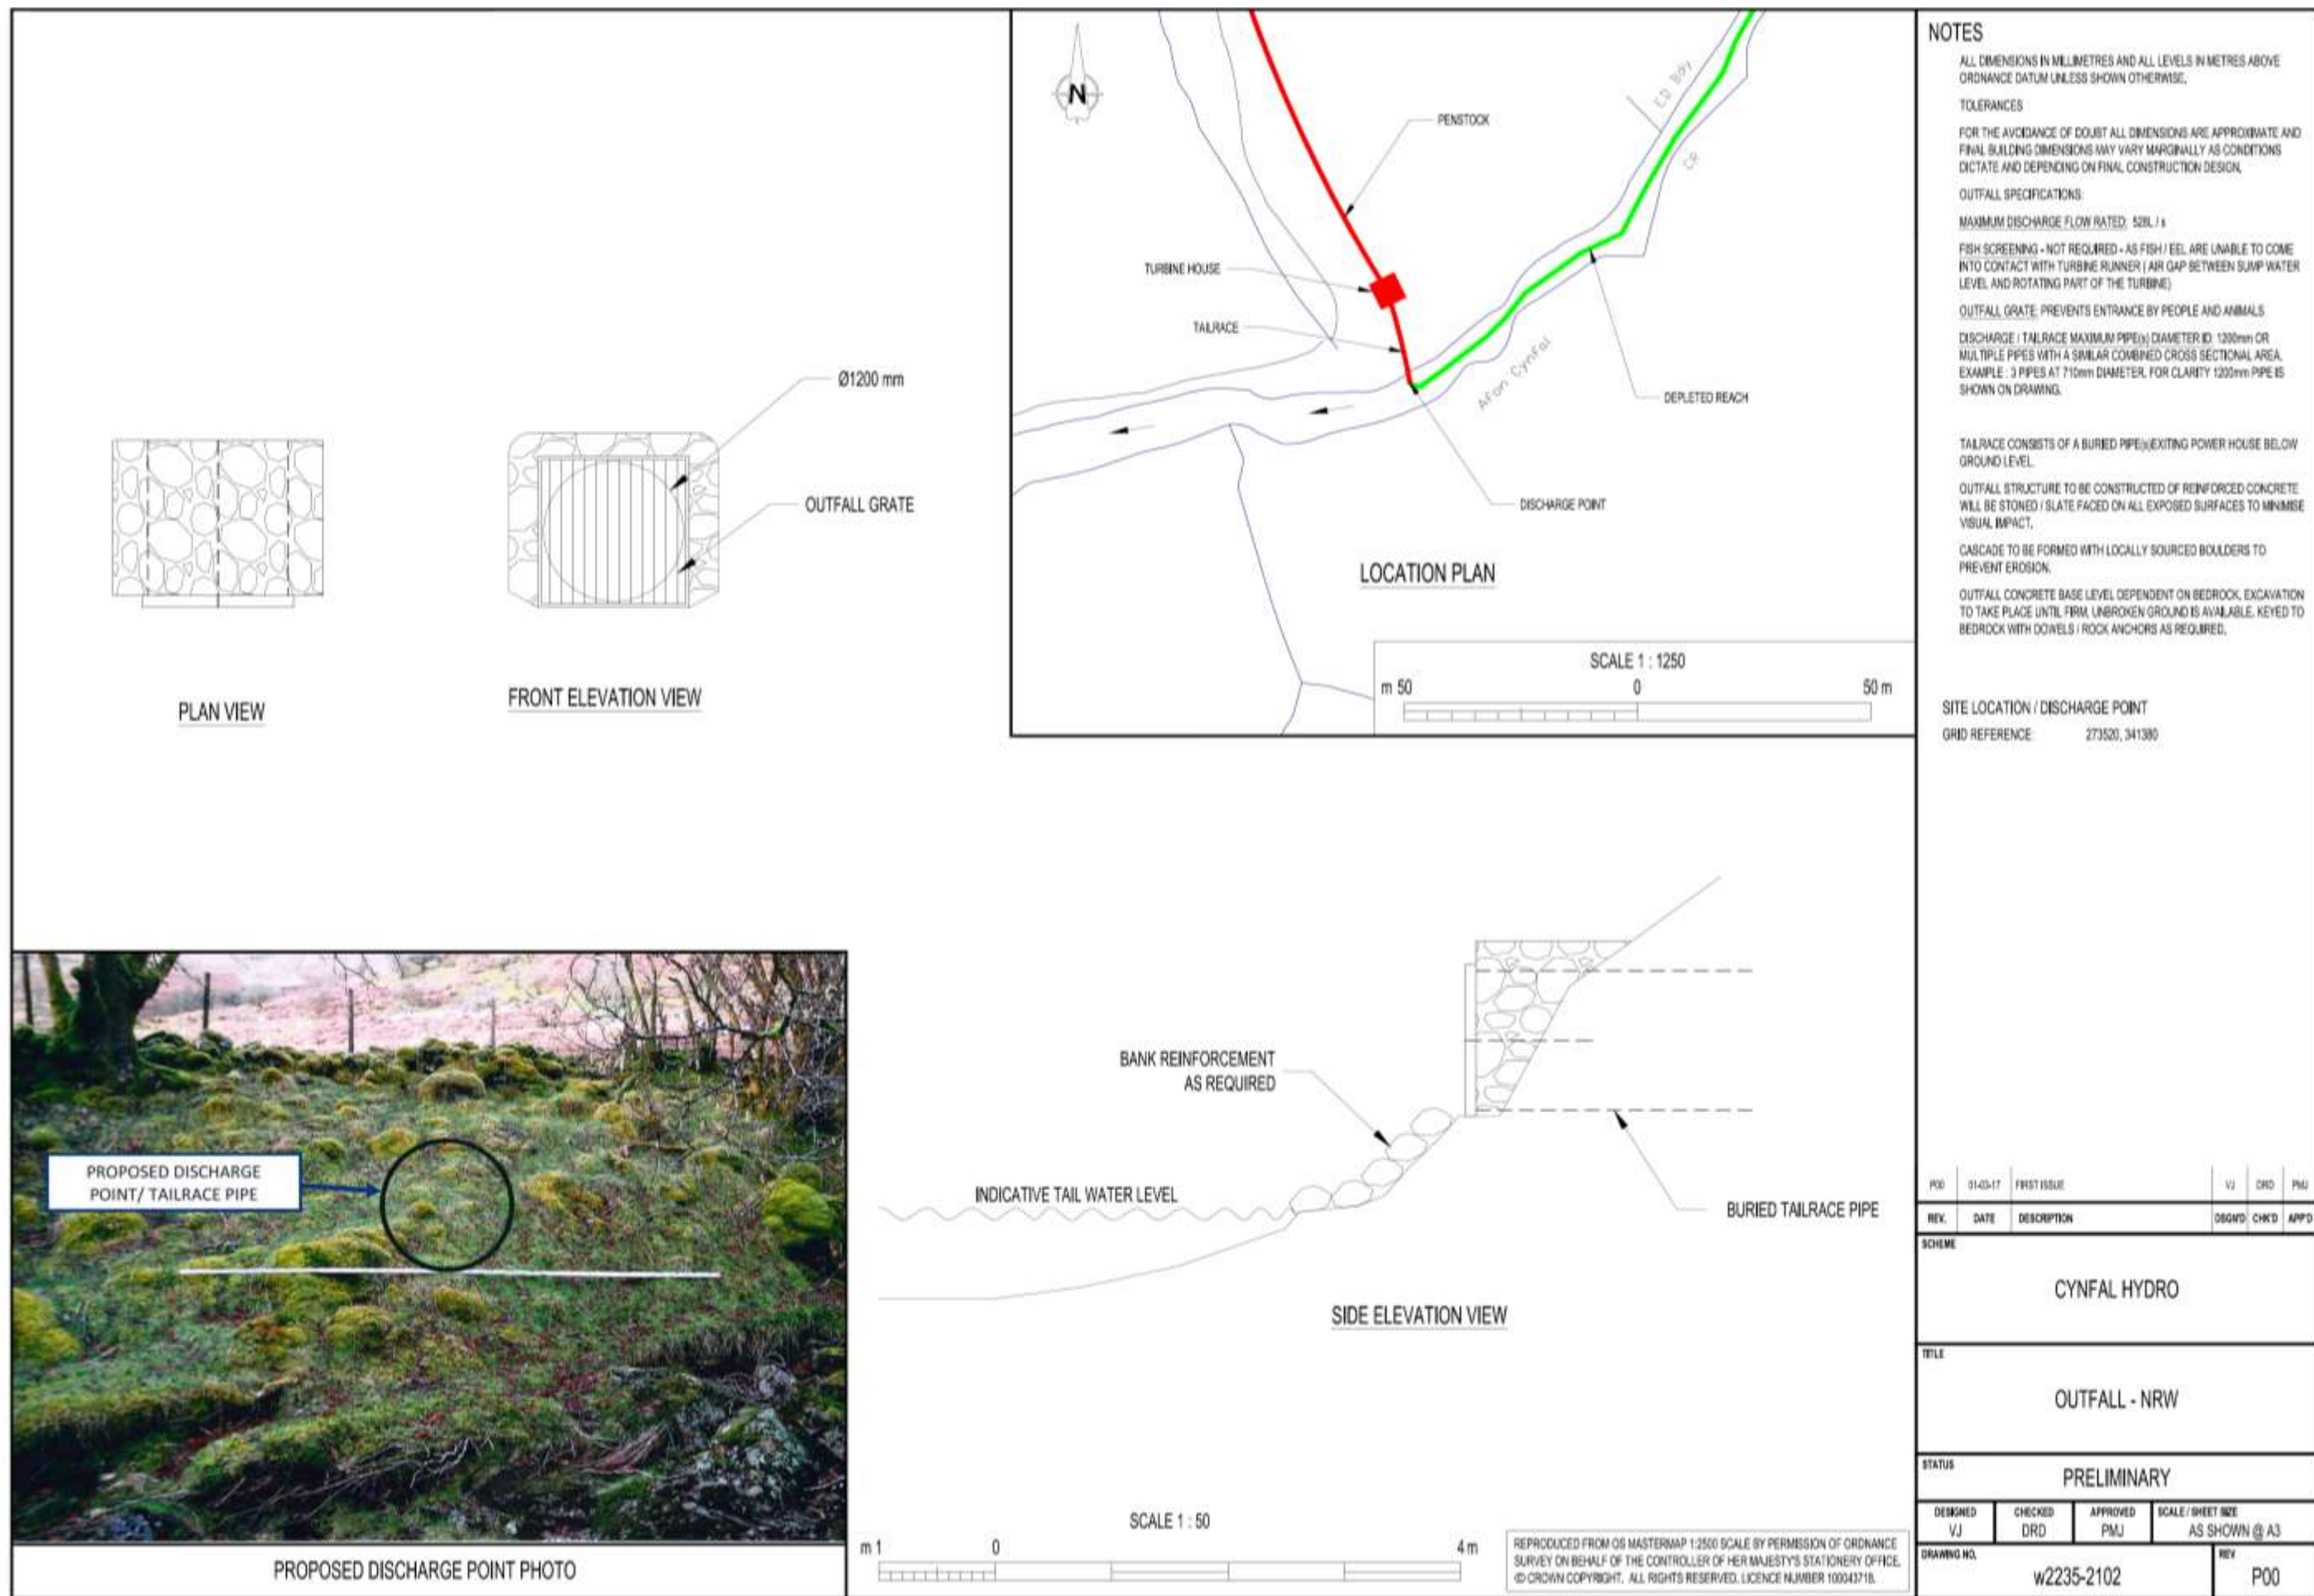 Ø1200 mm
OUTFALL GRATE
PLAN VIEW
FRONT ELEVATION VIEW
N
PENSTOCK
TURBINE HOUSE
TAILRACE
ED Bdy
CR
Afon Cynfal
DEPLETED REACH
DISCHARGE POINT
LOCATION PLAN
SCALE 1 : 1250
m 50 0 50 m
NOTES
ALL DIMENSIONS IN MILLIMETRES AND ALL LEVELS IN METRES ABOVE
ORDNANCE DATUM UNLESS SHOWN OTHERWISE.
TOLERANCES
FOR THE AVOIDANCE OF DOUBT ALL DIMENSIONS ARE APPROXIMATE AND
FINAL BUILDING DIMENSIONS MAY VARY MARGINALLY AS CONDITIONS
DICTATE AND DEPENDING ON FINAL CONSTRUCTION DESIGN.
OUTFALL SPECIFICATIONS:
MAXIMUM DISCHARGE FLOW RATED: 528L / s
FISH SCREENING - NOT REQUIRED - AS FISH / EEL ARE UNABLE TO COME
INTO CONTACT WITH TURBINE RUNNER ( AIR GAP BETWEEN SUMP WATER
LEVEL AND ROTATING PART OF THE TURBINE)
OUTFALL GRATE: PREVENTS ENTRANCE BY PEOPLE AND ANIMALS
DISCHARGE / TAILRACE MAXIMUM PIPE(s) DIAMETER ID: 1200mm OR
MULTIPLE PIPES WITH A SIMILAR COMBINED CROSS SECTIONAL AREA.
EXAMPLE : 3 PIPES AT 710mm DIAMETER. FOR CLARITY 1200mm PIPE IS
SHOWN ON DRAWING.
TAILRACE CONSISTS OF A BURIED PIPE(s)EXITING POWER HOUSE BELOW
GROUND LEVEL.
OUTFALL STRUCTURE TO BE CONSTRUCTED OF REINFORCED CONCRETE
WILL BE STONED / SLATE FACED ON ALL EXPOSED SURFACES TO MINIMISE
VISUAL IMPACT.
CASCADE TO BE FORMED WITH LOCALLY SOURCED BOULDERS TO
PREVENT EROSION.
OUTFALL CONCRETE BASE LEVEL DEPENDENT ON BEDROCK. EXCAVATION
TO TAKE PLACE UNTIL FIRM, UNBROKEN GROUND IS AVAILABLE. KEYED TO
BEDROCK WITH DOWELS / ROCK ANCHORS AS REQUIRED.
SITE LOCATION / DISCHARGE POINT
GRID REFERENCE: 273520, 341380
PROPOSED DISCHARGE
POINT/ TAILRACE PIPE
PROPOSED DISCHARGE POINT PHOTO
BANK REINFORCEMENT
AS REQUIRED
INDICATIVE TAIL WATER LEVEL
BURIED TAILRACE PIPE
SIDE ELEVATION VIEW
SCALE 1 : 50
m 1 0 4 m
REPRODUCED FROM OS MASTERMAP 1:2500 SCALE BY PERMISSION OF ORDNANCE
SURVEY ON BEHALF OF THE CONTROLLER OF HER MAJESTY'S STATIONERY OFFICE.
© CROWN COPYRIGHT. ALL RIGHTS RESERVED. LICENCE NUMBER 100043718.
P00 01-03-17 FIRST ISSUE VJ DRD PMJ
REV. DATE DESCRIPTION DSGN'D CHK'D APP'D
SCHEME
CYNFAL HYDRO
TITLE
OUTFALL - NRW
STATUS
PRELIMINARY
DESIGNED CHECKED APPROVED SCALE / SHEET SIZE
VJ DRD PMJ AS SHOWN @ A3
DRAWING NO. REV
w2235-2102 P00